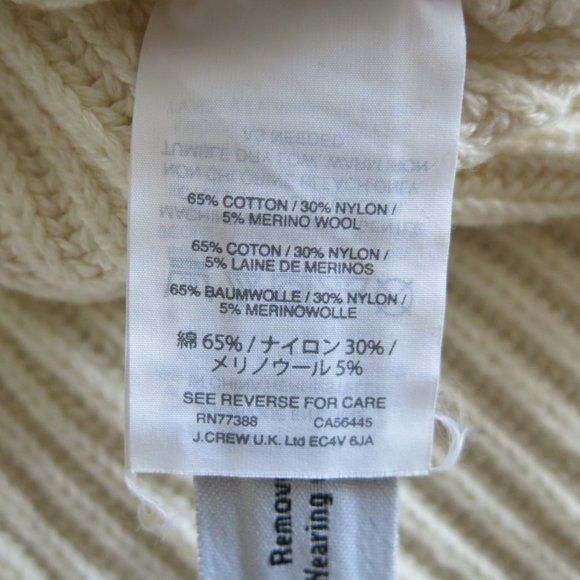 65% COTTON / 30% NYLON /
5% MERINO WOOL
65% COTON / 30% NYLON /
5% LAINE DE MERINOS
65% BAUMWOLLE / 30% NYLON /
5% MERINOWOLLE
綿 65% / ナイロン 30% /
メリノウール 5%
SEE REVERSE FOR CARE
RN77388 CA56445
J.CREW U.K. Ltd EC4V 6JA
Remov
Wearing